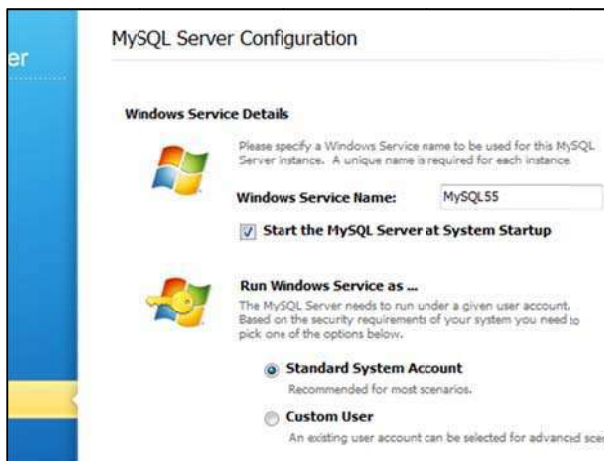 er
MySQL Server Configuration
Windows Service Details
Please specify a Windows Service name to be used for this MySQL
Server instance. A unique name is required for each instance
Windows Service Name:
MySQL55
Start the MySQL Server at System Startup
Run Windows Service as ...
The MySQL Server needs to run under a given user account.
Based on the security requirements of your system you need to
pick one of the options below.
Standard System Account
Recommended for most scenarios.
Custom User
An existing user account can be selected for advanced sce